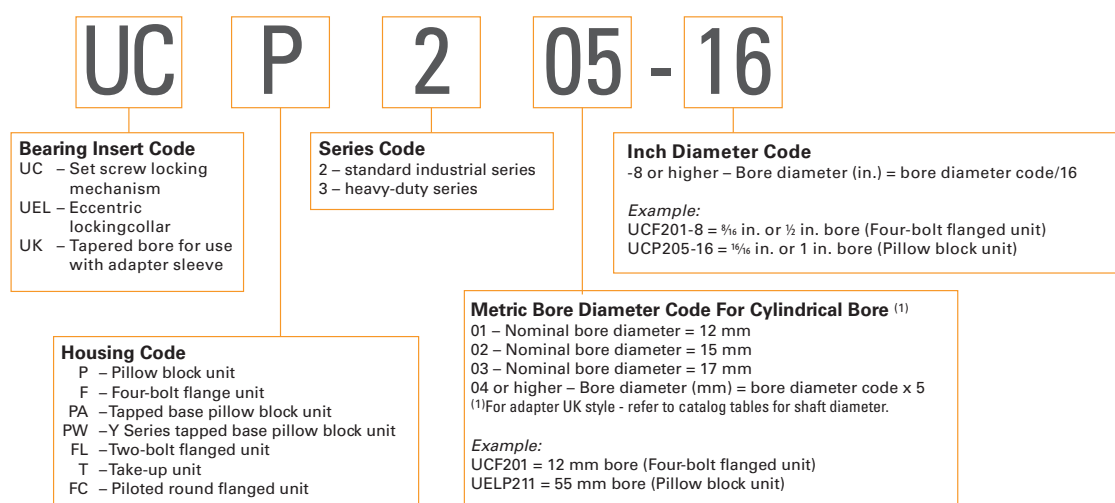 UC P 2 05 - 16
Bearing Insert Code
UC – Set screw locking
mechanism
UEL – Eccentric
lockingcollar
UK – Tapered bore for use
with adapter sleeve
Series Code
2 – standard industrial series
3 – heavy-duty series
Inch Diameter Code
-8 or higher – Bore diameter (in.) = bore diameter code/16
Example:
UCF201-8 = 8/16 in. or ½ in. bore (Four-bolt flanged unit)
UCP205-16 = 16/16 in. or 1 in. bore (Pillow block unit)
Housing Code
P – Pillow block unit
F – Four-bolt flange unit
PA – Tapped base pillow block unit
PW – Y Series tapped base pillow block unit
FL – Two-bolt flanged unit
T – Take-up unit
FC – Piloted round flanged unit
Metric Bore Diameter Code For Cylindrical Bore (1)
01 – Nominal bore diameter = 12 mm
02 – Nominal bore diameter = 15 mm
03 – Nominal bore diameter = 17 mm
04 or higher – Bore diameter (mm) = bore diameter code x 5
(1)For adapter UK style - refer to catalog tables for shaft diameter.
Example:
UCF201 = 12 mm bore (Four-bolt flanged unit)
UELP211 = 55 mm bore (Pillow block unit)